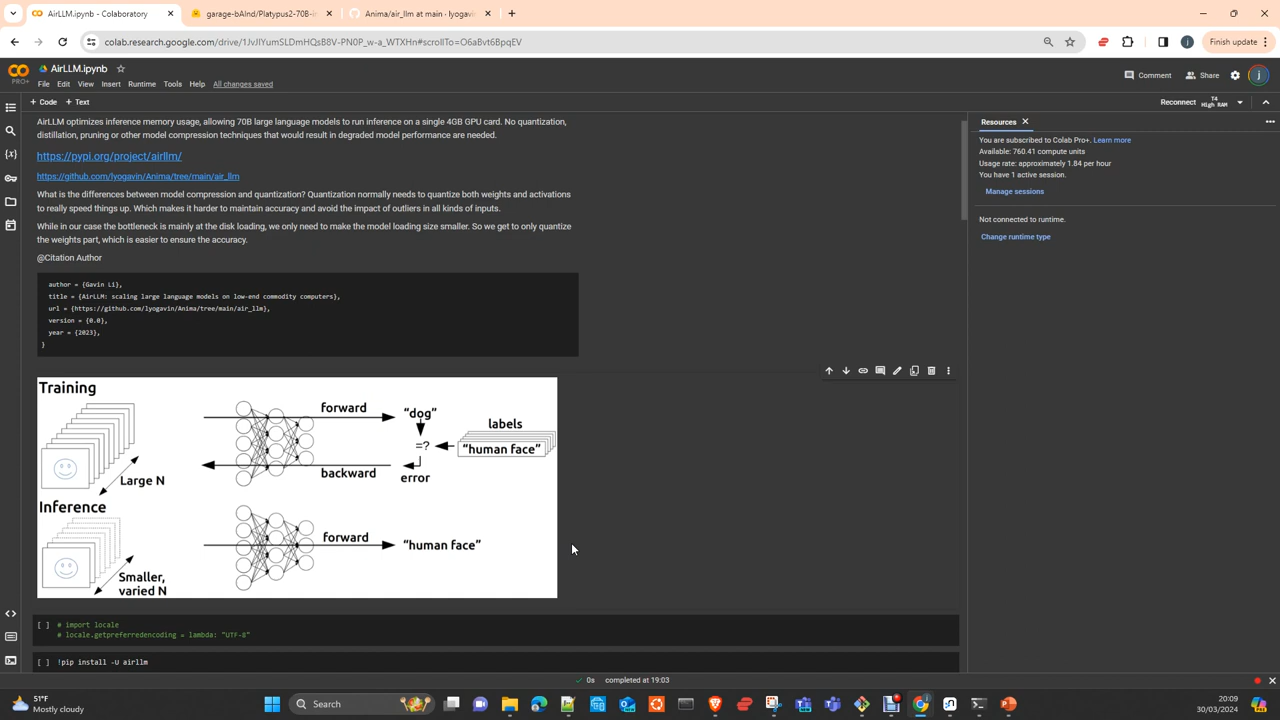 AirLLM.ipynb - Colaboratory
garage-bAInd/Platypus2-70B-in
Anima/air_llm at main · lyogavin
colab.research.google.com/drive/1JvJIYumSLDmHQsB8V-PN0P_w-a_WTXHn#scrollTo=O6aBvt6BpqEV
Finish update
CO
PRO+
AirLLM.ipynb
File Edit View Insert Runtime Tools Help All changes saved
Comment
Share
j
+ Code + Text
Reconnect
T4
High RAM
AirLLM optimizes inference memory usage, allowing 70B large language models to run inference on a single 4GB GPU card. No quantization,
distillation, pruning or other model compression techniques that would result in degraded model performance are needed.
https://pypi.org/project/airllm/
https://github.com/lyogavin/Anima/tree/main/air_llm
What is the differences between model compression and quantization? Quantization normally needs to quantize both weights and activations
to really speed things up. Which makes it harder to maintain accuracy and avoid the impact of outliers in all kinds of inputs.
While in our case the bottleneck is mainly at the disk loading, we only need to make the model loading size smaller. So we get to only quantize
the weights part, which is easier to ensure the accuracy.
@Citation Author
author = {Gavin Li},
title = {AirLLM: scaling large language models on low-end commodity computers},
url = {https://github.com/lyogavin/Anima/tree/main/air_llm},
version = {0.0},
year = {2023},
}
Training
forward
"dog"
labels
=?
"human face"
backward
error
Large N
Inference
forward
"human face"
Smaller,
varied N
[ ] # import locale
# locale.getpreferredencoding = lambda: "UTF-8"
[ ] !pip install -U airllm
Resources
You are subscribed to Colab Pro+. Learn more
Available: 760.41 compute units
Usage rate: approximately 1.84 per hour
You have 1 active session.
Manage sessions
Not connected to runtime.
Change runtime type
0s completed at 19:03
51°F
Mostly cloudy
Search
20:09
30/03/2024